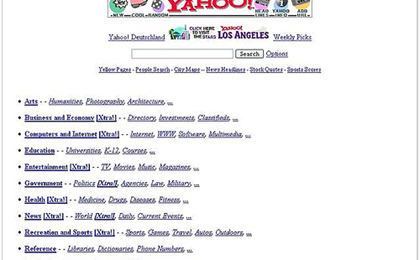 YAHOO!
NEW COOL RANDOM HEAD LINES YAHOO INFO ADD URL
Yahoo! Deutschland CLICK HERE TO VISIT THE STARS YAHOO! LOS ANGELES Weekly Picks
Search Options
Yellow Pages - People Search - City Maps -- News Headlines - Stock Quotes - Sports Scores
Arts - - Humanities, Photography, Architecture, ...
Business and Economy [Xtra!] - - Directory, Investments, Classifieds, ...
Computers and Internet [Xtra!] - - Internet, WWW, Software, Multimedia, ...
Education - - Universities, K-12, Courses, ...
Entertainment [Xtra!] - - TV, Movies, Music, Magazines, ...
Government - - Politics [Xtra!], Agencies, Law, Military, ...
Health [Xtra!] - - Medicine, Drugs, Diseases, Fitness, ...
News [Xtra!] - - World [Xtra!], Daily, Current Events, ...
Recreation and Sports [Xtra!] - - Sports, Games, Travel, Autos, Outdoors, ...
Reference - - Libraries, Dictionaries, Phone Numbers, ...